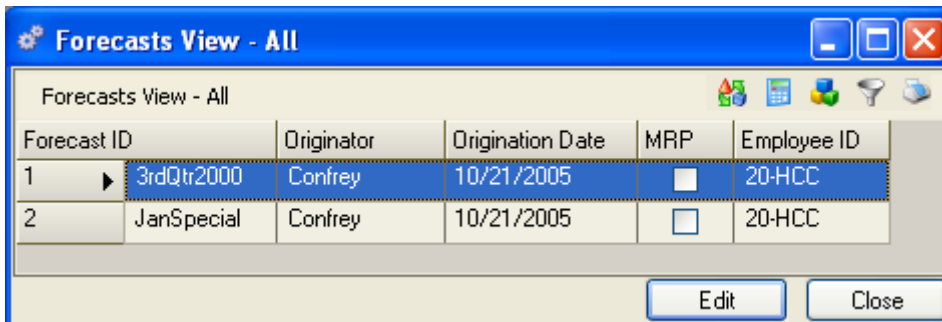 Forecasts View - All
Forecasts View - All
Forecast ID Originator Origination Date MRP Employee ID
1 3rdQtr2000 Confrey 10/21/2005 20-HCC
2 JanSpecial Confrey 10/21/2005 20-HCC
Edit Close